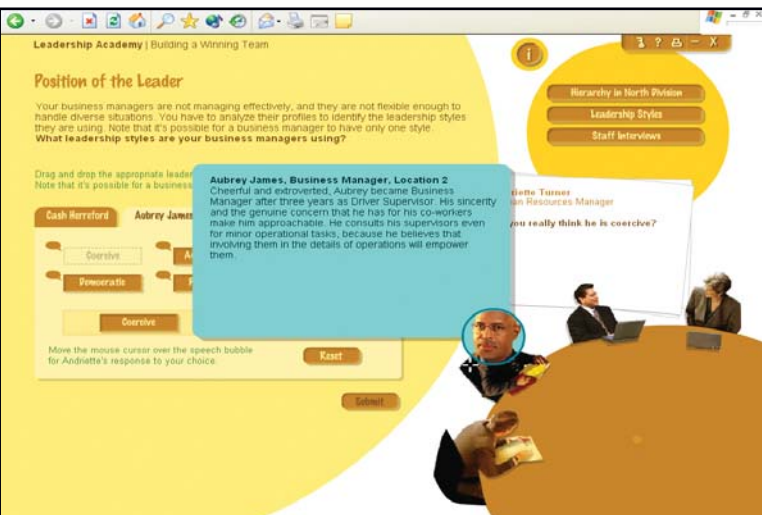 Leadership Academy | Building a Winning Team
Position of the Leader
Your business managers are not managing effectively, and they are not flexible enough to
handle diverse situations. You have to analyze their profiles to identify the leadership styles
they are using. Note that it's possible for a business manager to have only one style.
What leadership styles are your business managers using?
Drag and drop the appropriate leader
Note that it's possible for a business
Cash Herreford
Aubrey James
Coercive
Democratic
Coercive
Move the mouse cursor over the speech bubble
for Andriette's response to your choice.
Reset
Submit
Aubrey James, Business Manager, Location 2
Cheerful and extroverted, Aubrey became Business
Manager after three years as Driver Supervisor. His sincerity
and the genuine concern that he has for his co-workers
make him approachable. He consults his supervisors even
for minor operational tasks, because he believes that
involving them in the details of operations will empower
them.
i
? – X
Hierarchy in North Division
Leadership Styles
Staff Interviews
riette Turner
an Resources Manager
you really think he is coercive?